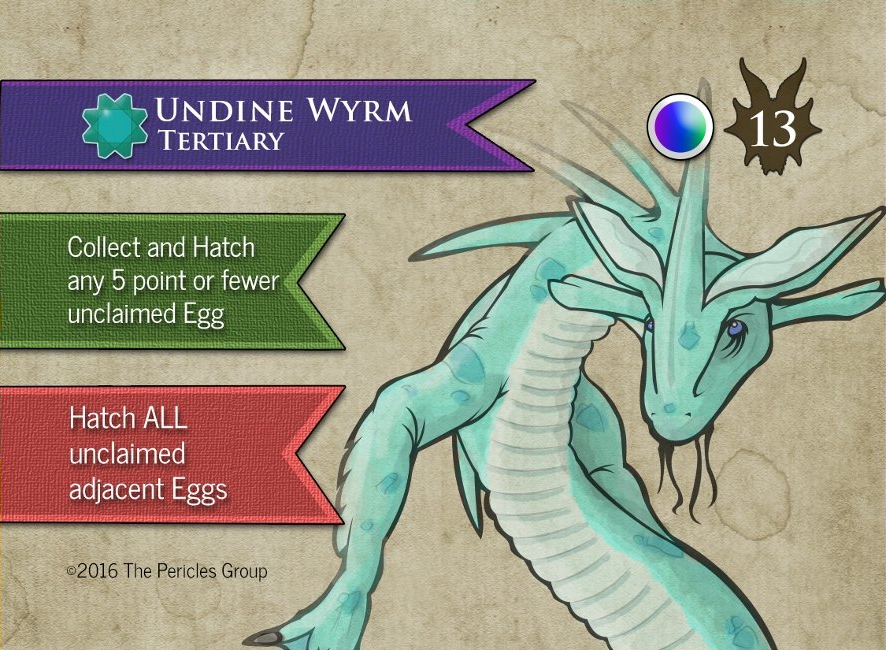 Undine Wyrm
Tertiary
13
Collect and Hatch
any 5 point or fewer
unclaimed Egg
Hatch ALL
unclaimed
adjacent Eggs
©2016 The Pericles Group